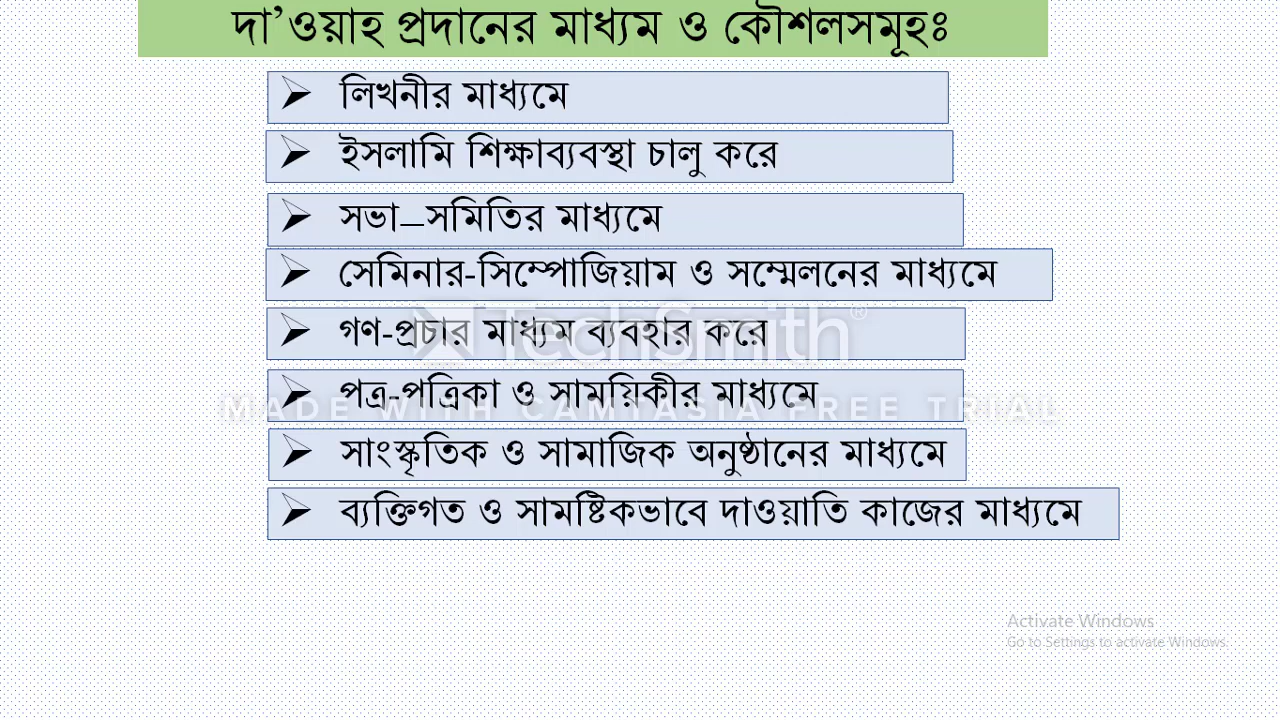 দা’ওয়াহ প্রদানের মাধ্যম ও কৌশলসমূহঃ
➢ লিখনীর মাধ্যমে
➢ ইসলামি শিক্ষাব্যবস্থা চালু করে
➢ সভা–সমিতির মাধ্যমে
➢ সেমিনার-সিম্পোজিয়াম ও সম্মেলনের মাধ্যমে
➢ গণ-প্রচার মাধ্যম ব্যবহার করে
TechSmith®
➢ পত্র-পত্রিকা ও সাময়িকীর মাধ্যমে
MADE WITH CAMTASIA FREE TRIAL
➢ সাংস্কৃতিক ও সামাজিক অনুষ্ঠানের মাধ্যমে
➢ ব্যক্তিগত ও সামষ্টিকভাবে দাওয়াতি কাজের মাধ্যমে
Activate Windows
Go to Settings to activate Windows.